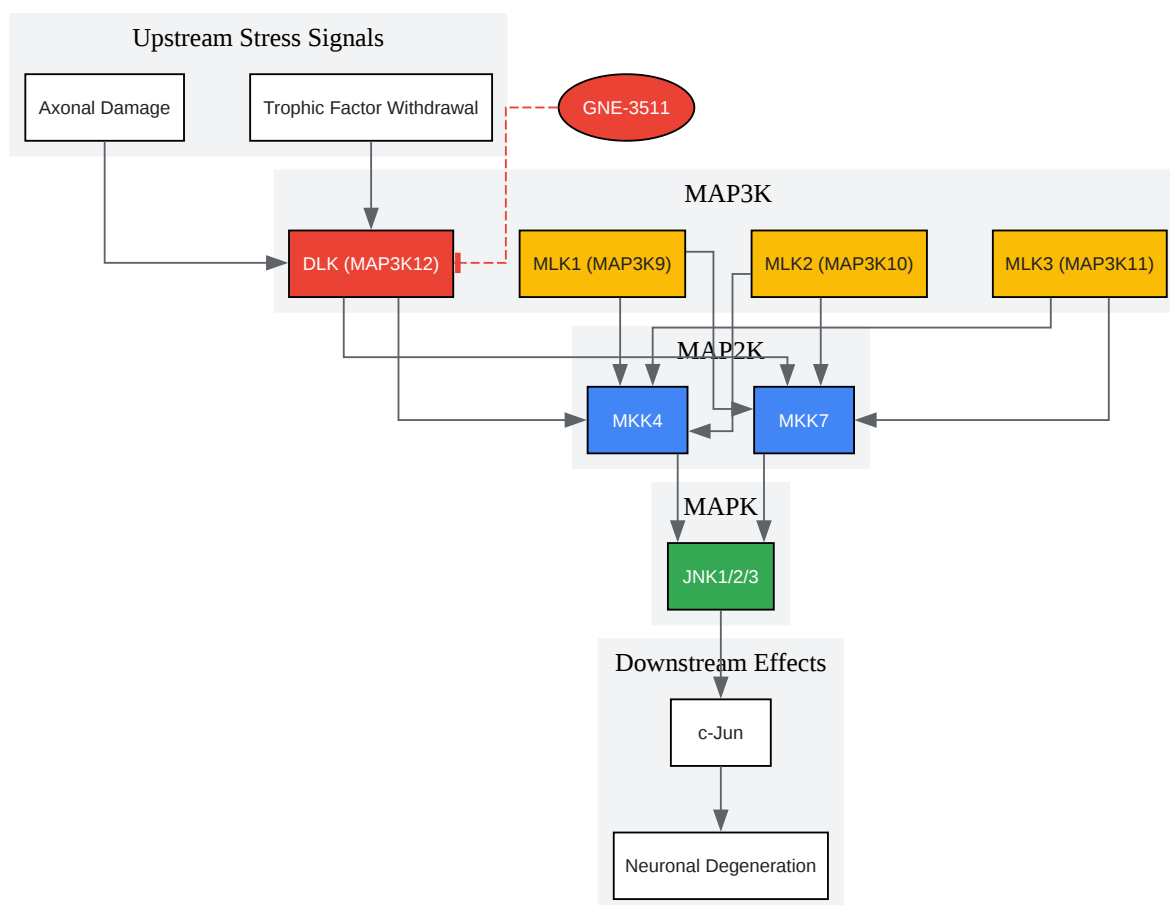 Upstream Stress Signals
Axonal Damage
Trophic Factor Withdrawal
GNE-3511
MAP3K
DLK (MAP3K12)
MLK1 (MAP3K9)
MLK2 (MAP3K10)
MLK3 (MAP3K11)
MAP2K
MKK4
MKK7
MAPK
JNK1/2/3
Downstream Effects
c-Jun
Neuronal Degeneration